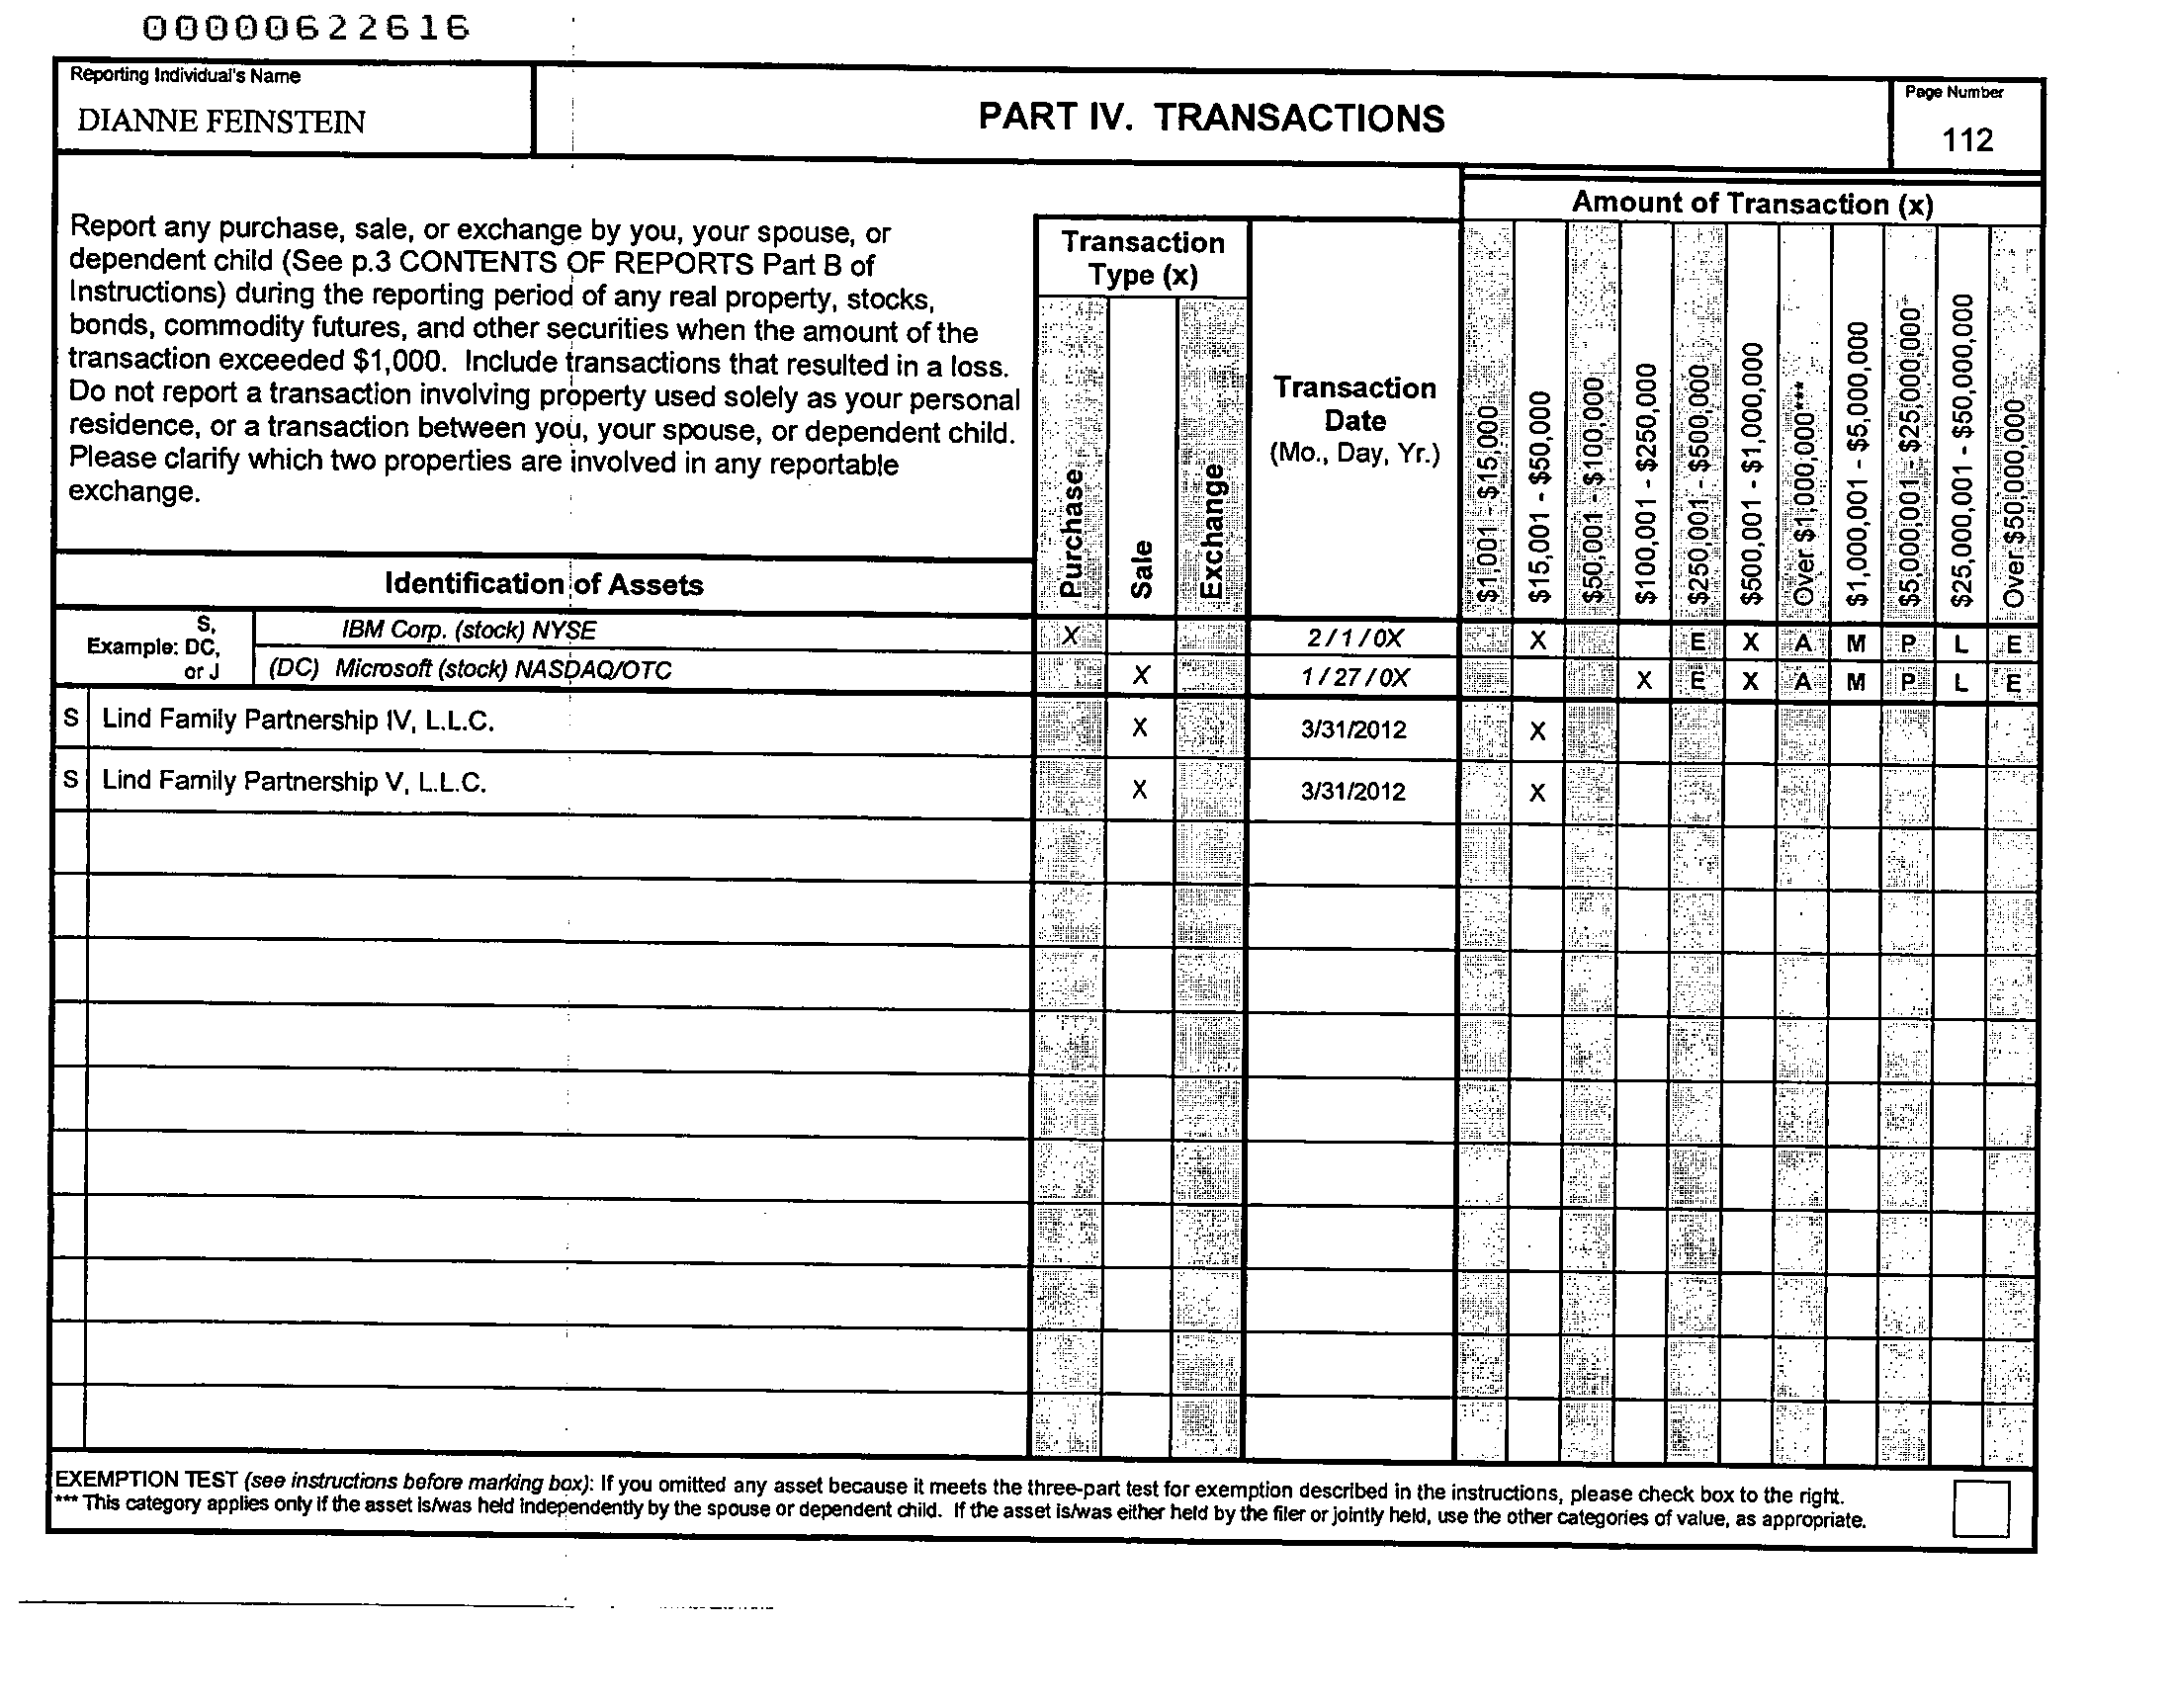 00000622616
Reporting Individual's Name
DIANNE FEINSTEIN
PART IV. TRANSACTIONS
Page Number
112
Report any purchase, sale, or exchange by you, your spouse, or
dependent child (See p.3 CONTENTS OF REPORTS Part B of
Instructions) during the reporting period of any real property, stocks,
bonds, commodity futures, and other securities when the amount of the
transaction exceeded $1,000. Include transactions that resulted in a loss.
Do not report a transaction involving property used solely as your personal
residence, or a transaction between you, your spouse, or dependent child.
Please clarify which two properties are involved in any reportable
exchange.
Identification of Assets
Transaction
Type (x)
Purchase
Sale
Exchange
Transaction
Date
(Mo., Day, Yr.)
Amount of Transaction (x)
$1,001 - $15,000
$15,001 - $50,000
$50,001 - $100,000
$100,001 - $250,000
$250,001 - $500,000
$500,001 - $1,000,000
Over $1,000,000***
$1,000,001 - $5,000,000
$5,000,001 - $25,000,000
$25,000,001 - $50,000,000
Over $50,000,000
Example: S, DC, or J
IBM Corp. (stock) NYSE X 2/1/0X X E X A M P L E
(DC) Microsoft (stock) NASDAQ/OTC X 1/27/0X X E X A M P L E
S Lind Family Partnership IV, L.L.C. X 3/31/2012 X
S Lind Family Partnership V, L.L.C. X 3/31/2012 X
EXEMPTION TEST (see instructions before marking box): If you omitted any asset because it meets the three-part test for exemption described in the instructions, please check box to the right.
*** This category applies only if the asset is/was held independently by the spouse or dependent child. If the asset is/was either held by the filer or jointly held, use the other categories of value, as appropriate.